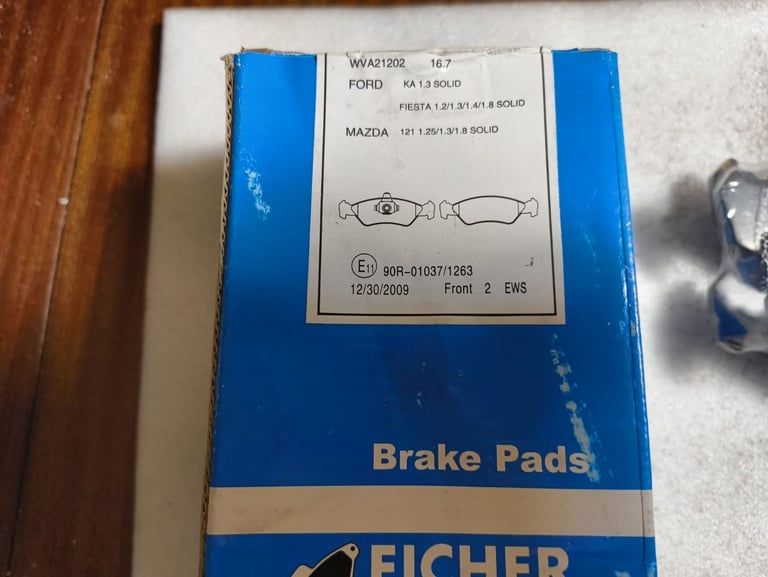 WVA21202 16.7
FORD KA 1.3 SOLID
FIESTA 1.2/1.3/1.4/1.8 SOLID
MAZDA 121 1.25/1.3/1.8 SOLID
E11 90R-01037/1263
12/30/2009 Front 2 EWS
Brake Pads
EICHER